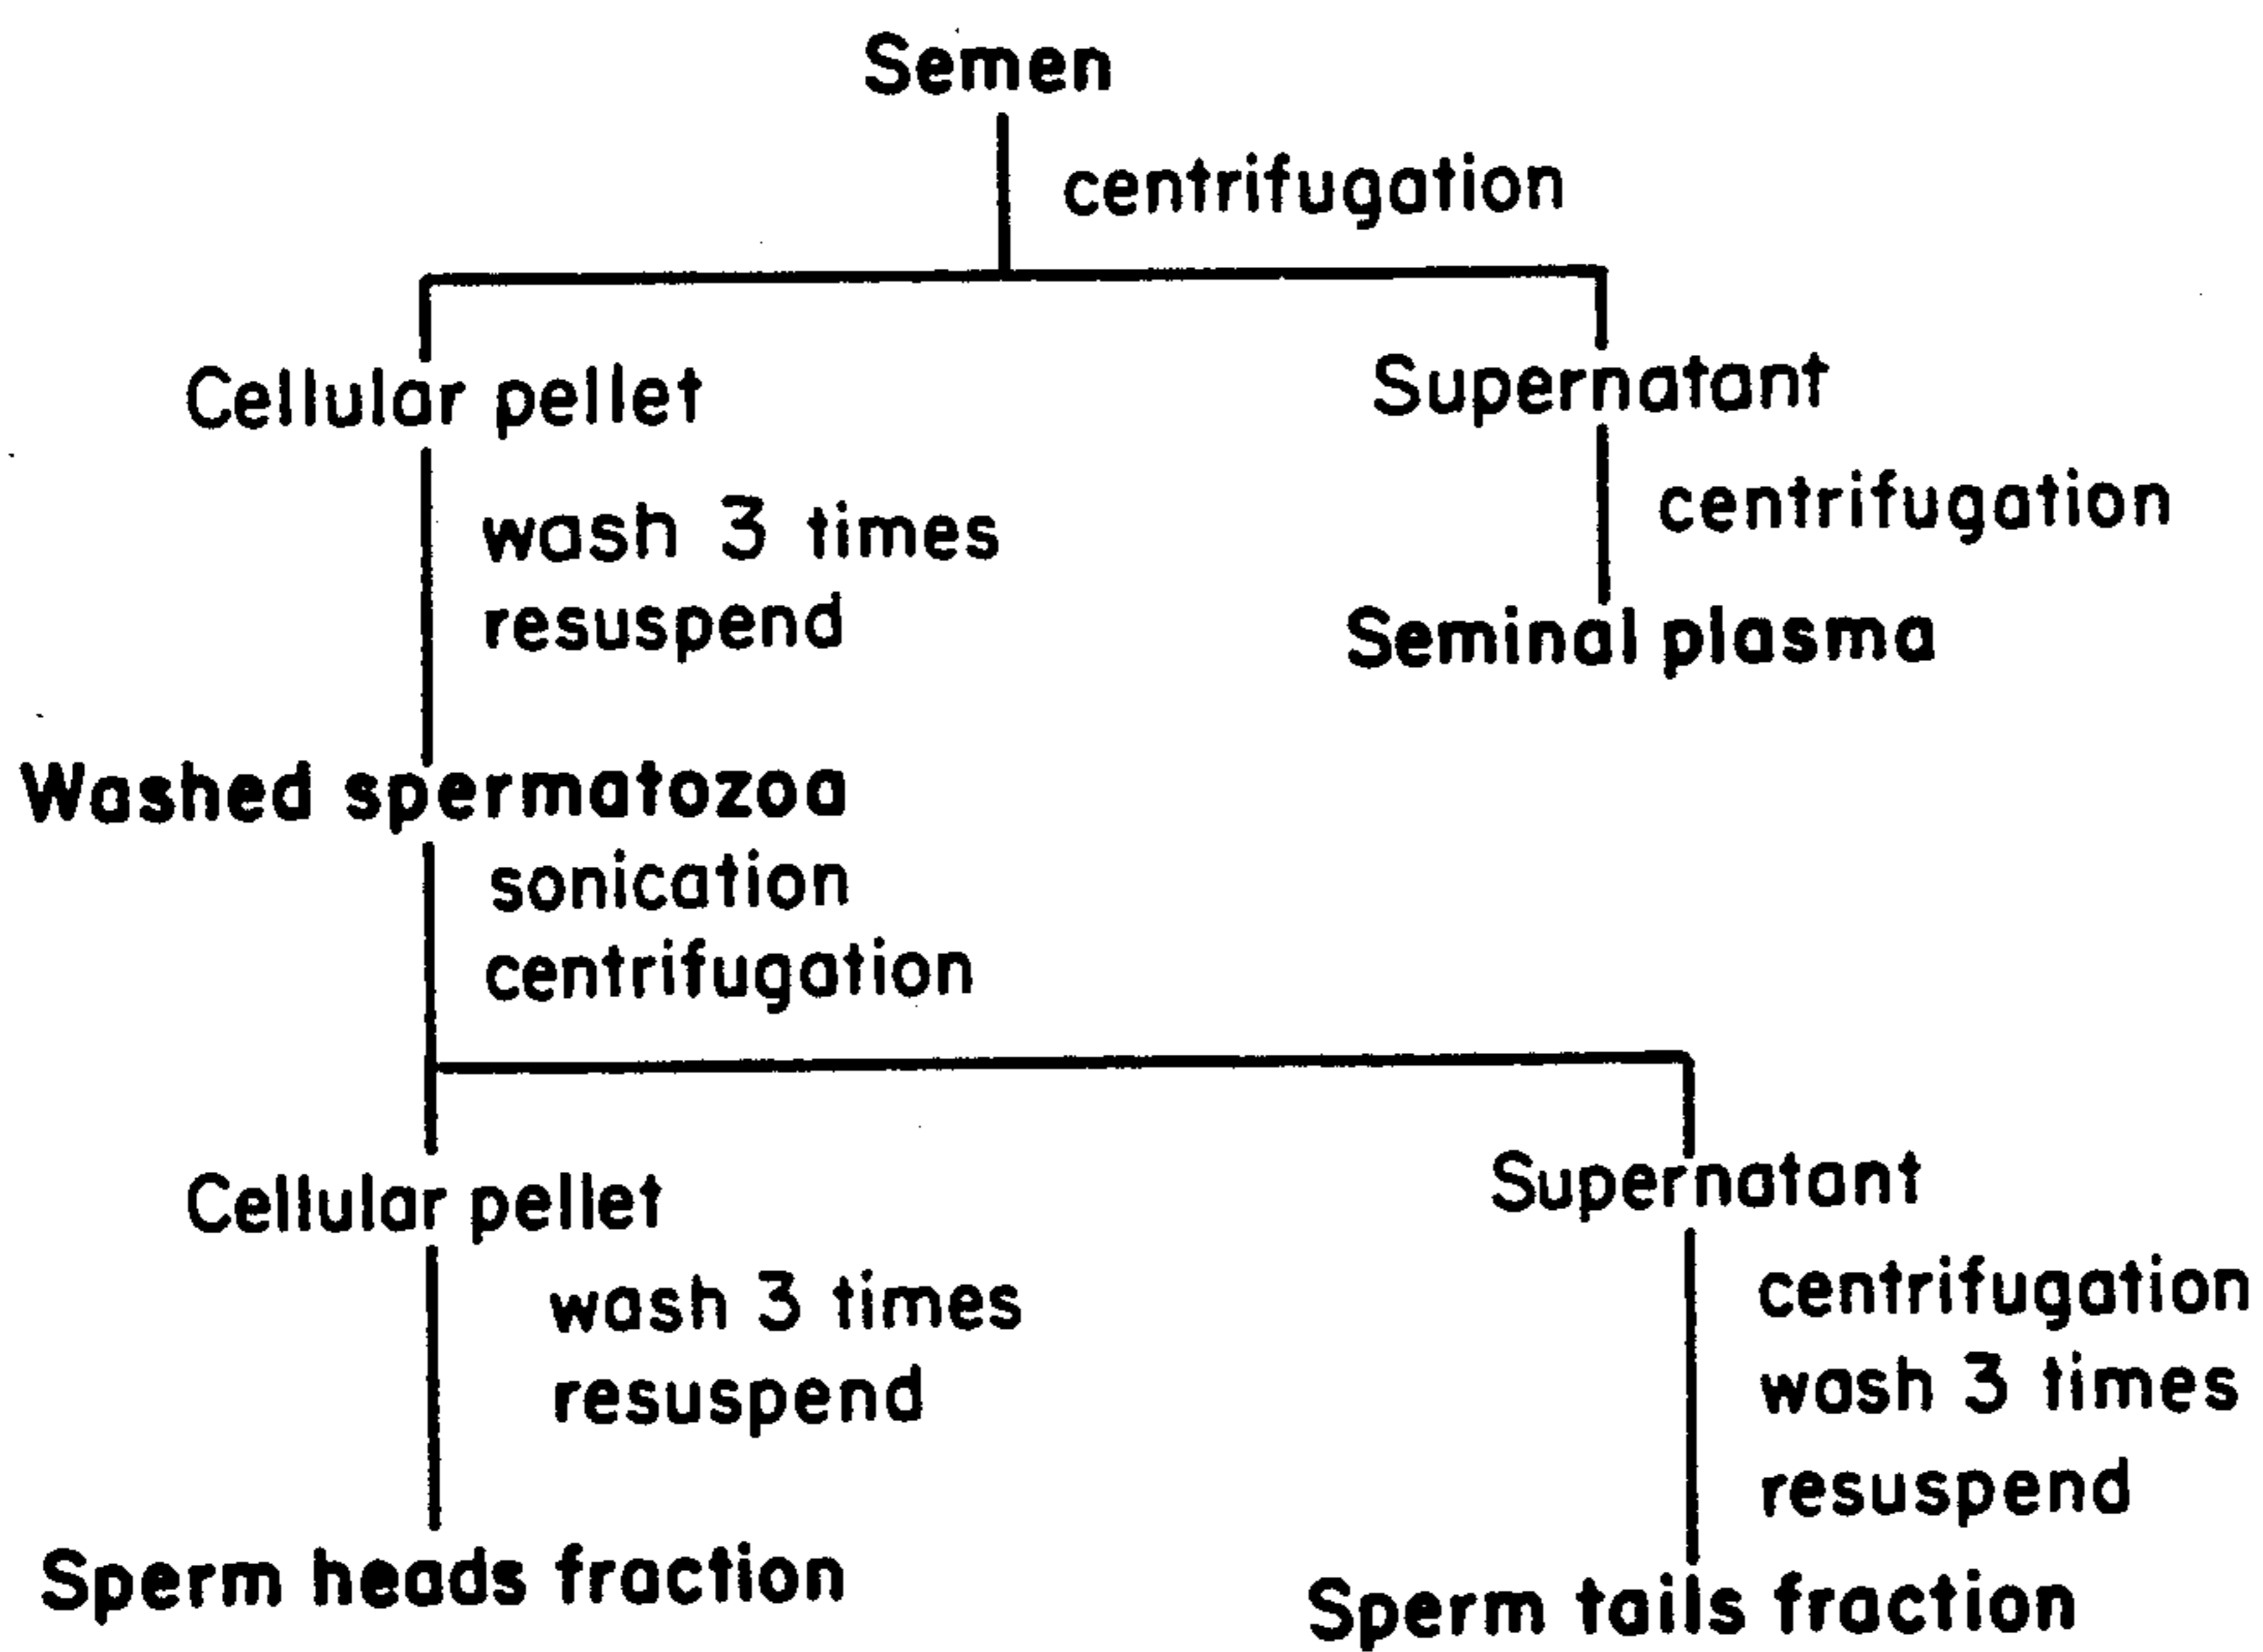 Semen
centrifugation
Cellular pellet
Supernatant
wash 3 times
resuspend
centrifugation
Seminal plasma
Washed spermatozoa
sonication
centrifugation
Cellular pellet
Supernatant
wash 3 times
resuspend
centrifugation
wash 3 times
resuspend
Sperm heads fraction
Sperm tails fraction